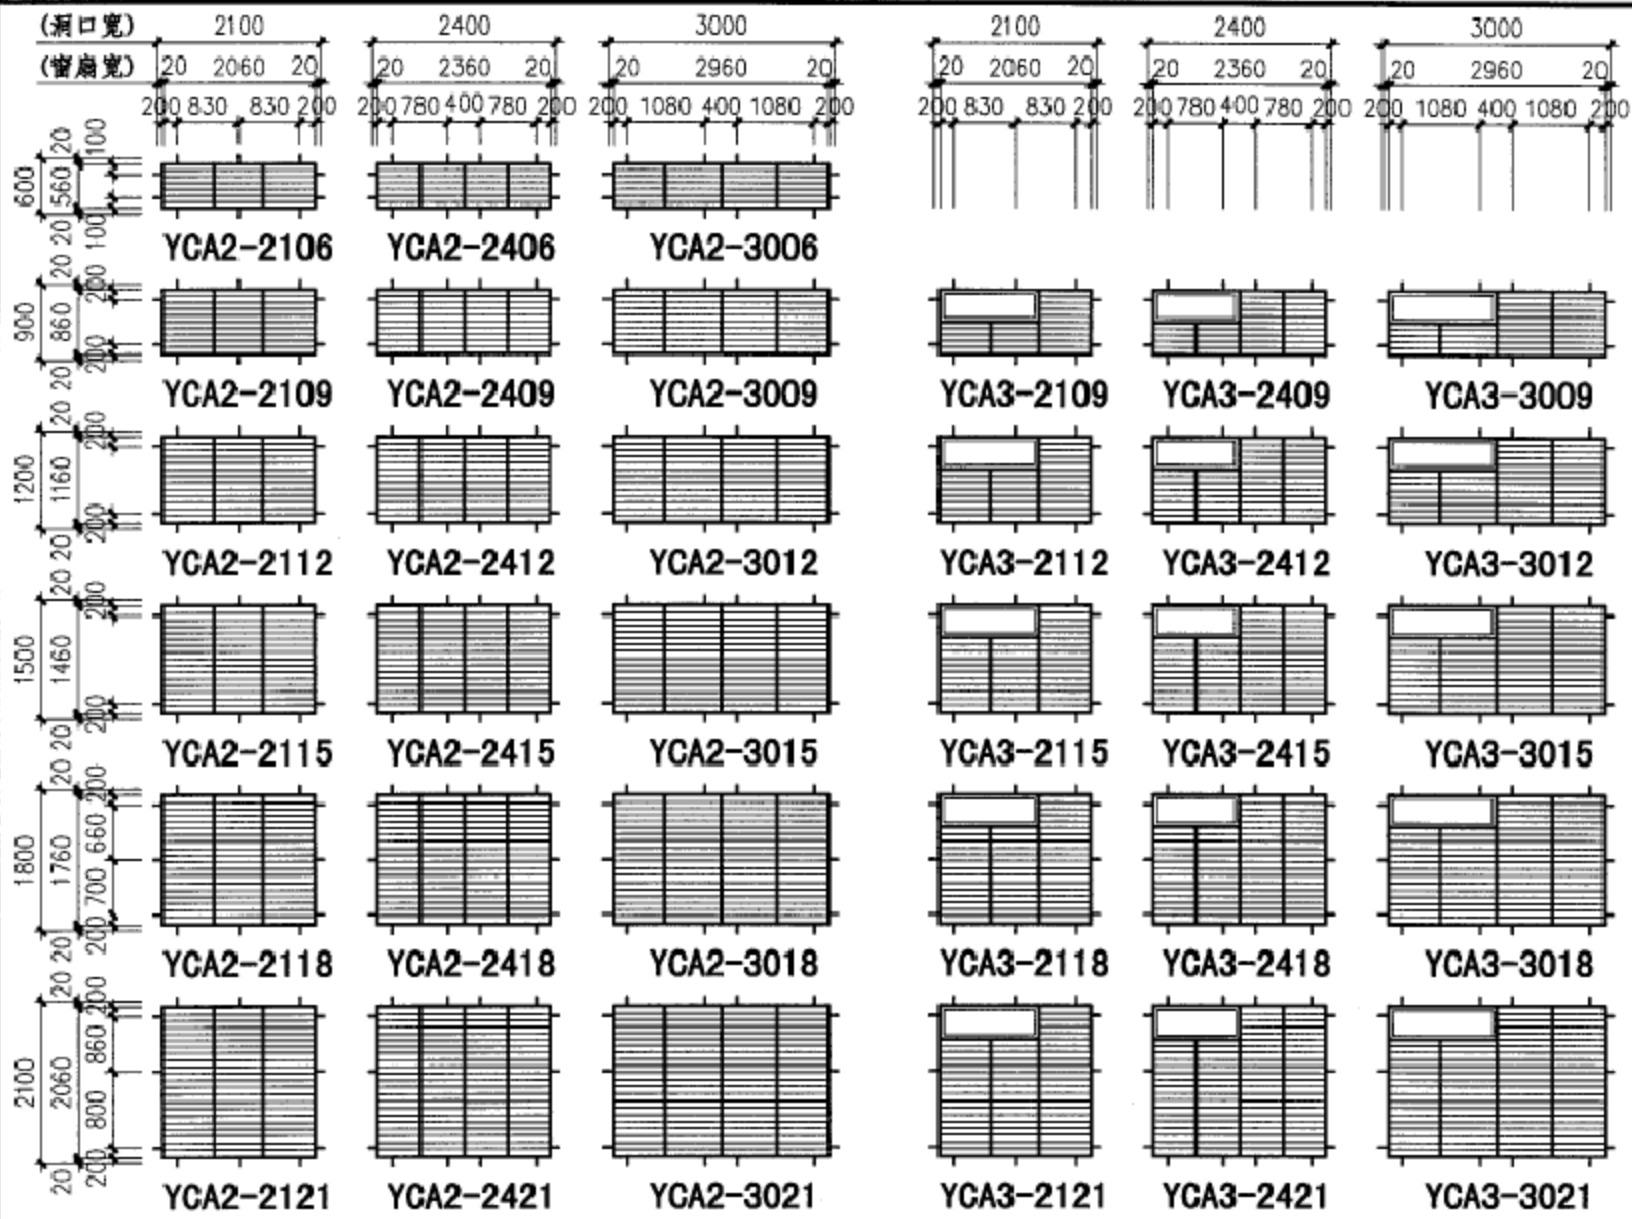 (洞口宽) 2100 2400 3000 2100 2400 3000
(窗扇宽) 20 2060 20 20 2360 20 20 2960 20 20 2060 20 20 2360 20 20 2960 20
200 830 830 200 200 780 400 780 200 200 1080 400 1080 200 200 830 830 200 200 780 400 780 200 200 1080 400 1080 200
20 100
600 560
20 100
YCA2-2106 YCA2-2406 YCA2-3006
20 200
900 860
200
20
YCA2-2109 YCA2-2409 YCA2-3009 YCA3-2109 YCA3-2409 YCA3-3009
20 200
1200 1160
200
20
YCA2-2112 YCA2-2412 YCA2-3012 YCA3-2112 YCA3-2412 YCA3-3012
20 200
1500 1460
200
20
YCA2-2115 YCA2-2415 YCA2-3015 YCA3-2115 YCA3-2415 YCA3-3015
20 200
660
1800 1760
700
20 200
YCA2-2118 YCA2-2418 YCA2-3018 YCA3-2118 YCA3-2418 YCA3-3018
20 200
860
2100 2060
800
20 200
YCA2-2121 YCA2-2421 YCA2-3021 YCA3-2121 YCA3-2421 YCA3-3021